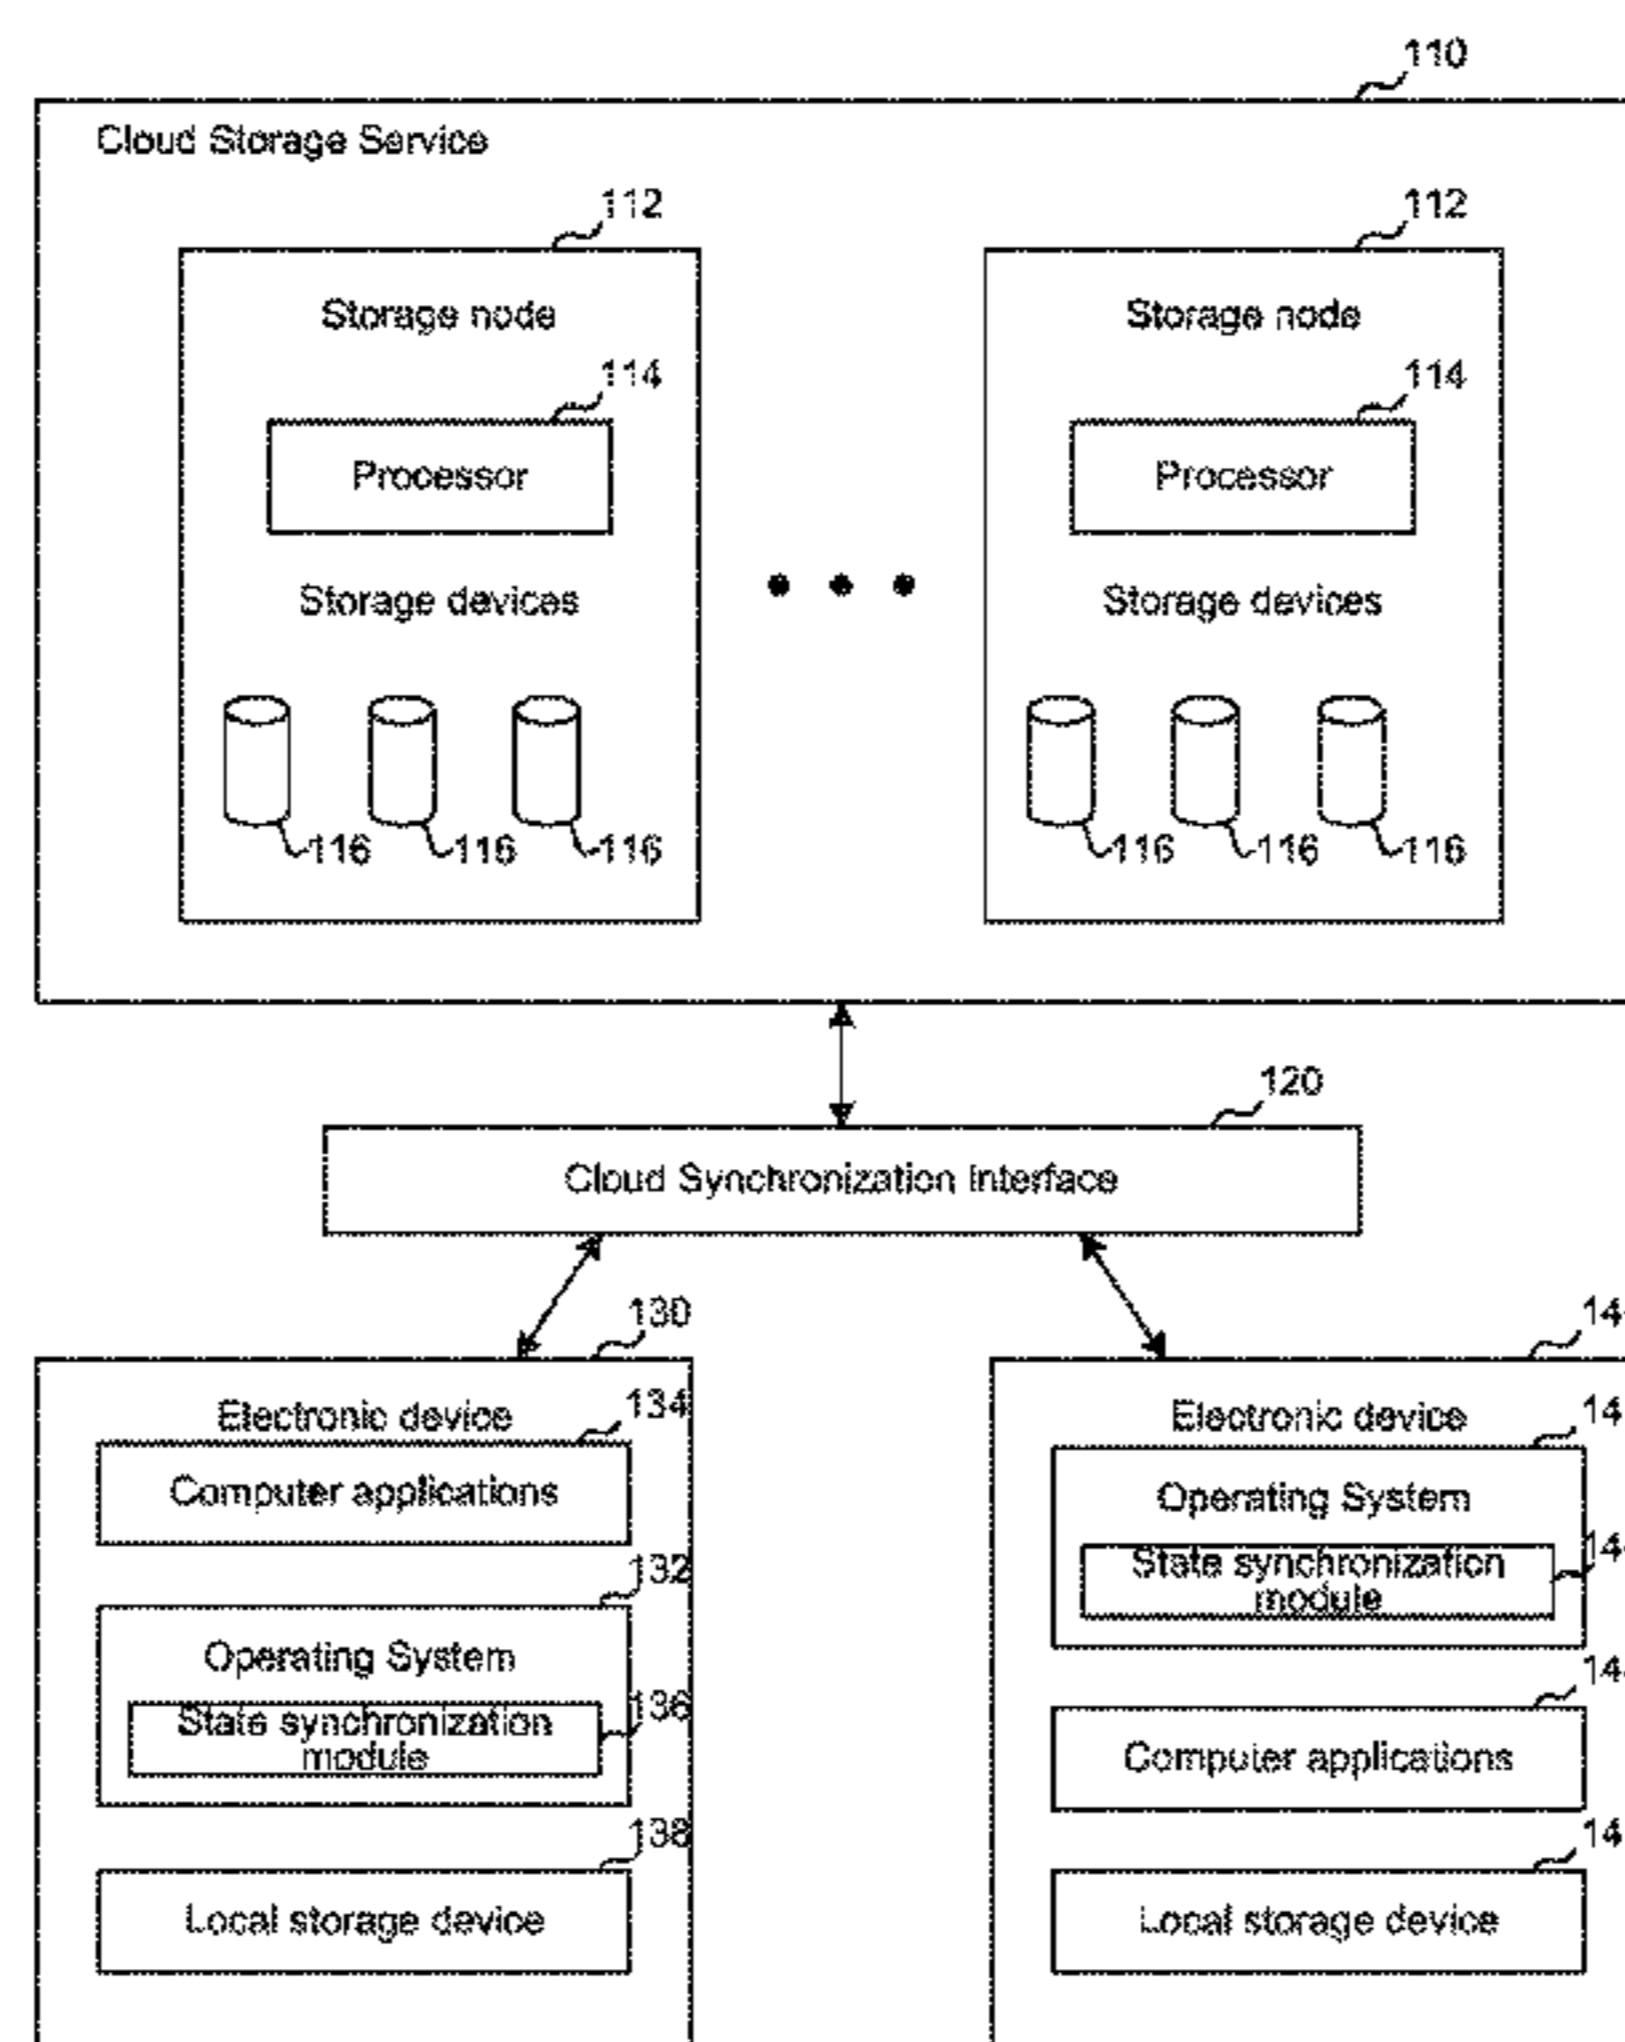 110
Cloud Storage Service
112 112
Storage node Storage node
114 114
Processor Processor
Storage devices Storage devices
116 116 116 116 116 116
120
Cloud Synchronization Interface
130
Electronic device Electronic device
134
Computer applications
Operating System
State synchronization
module
132
Operating System
136
State synchronization
module
Computer applications
138
Local storage device Local storage device